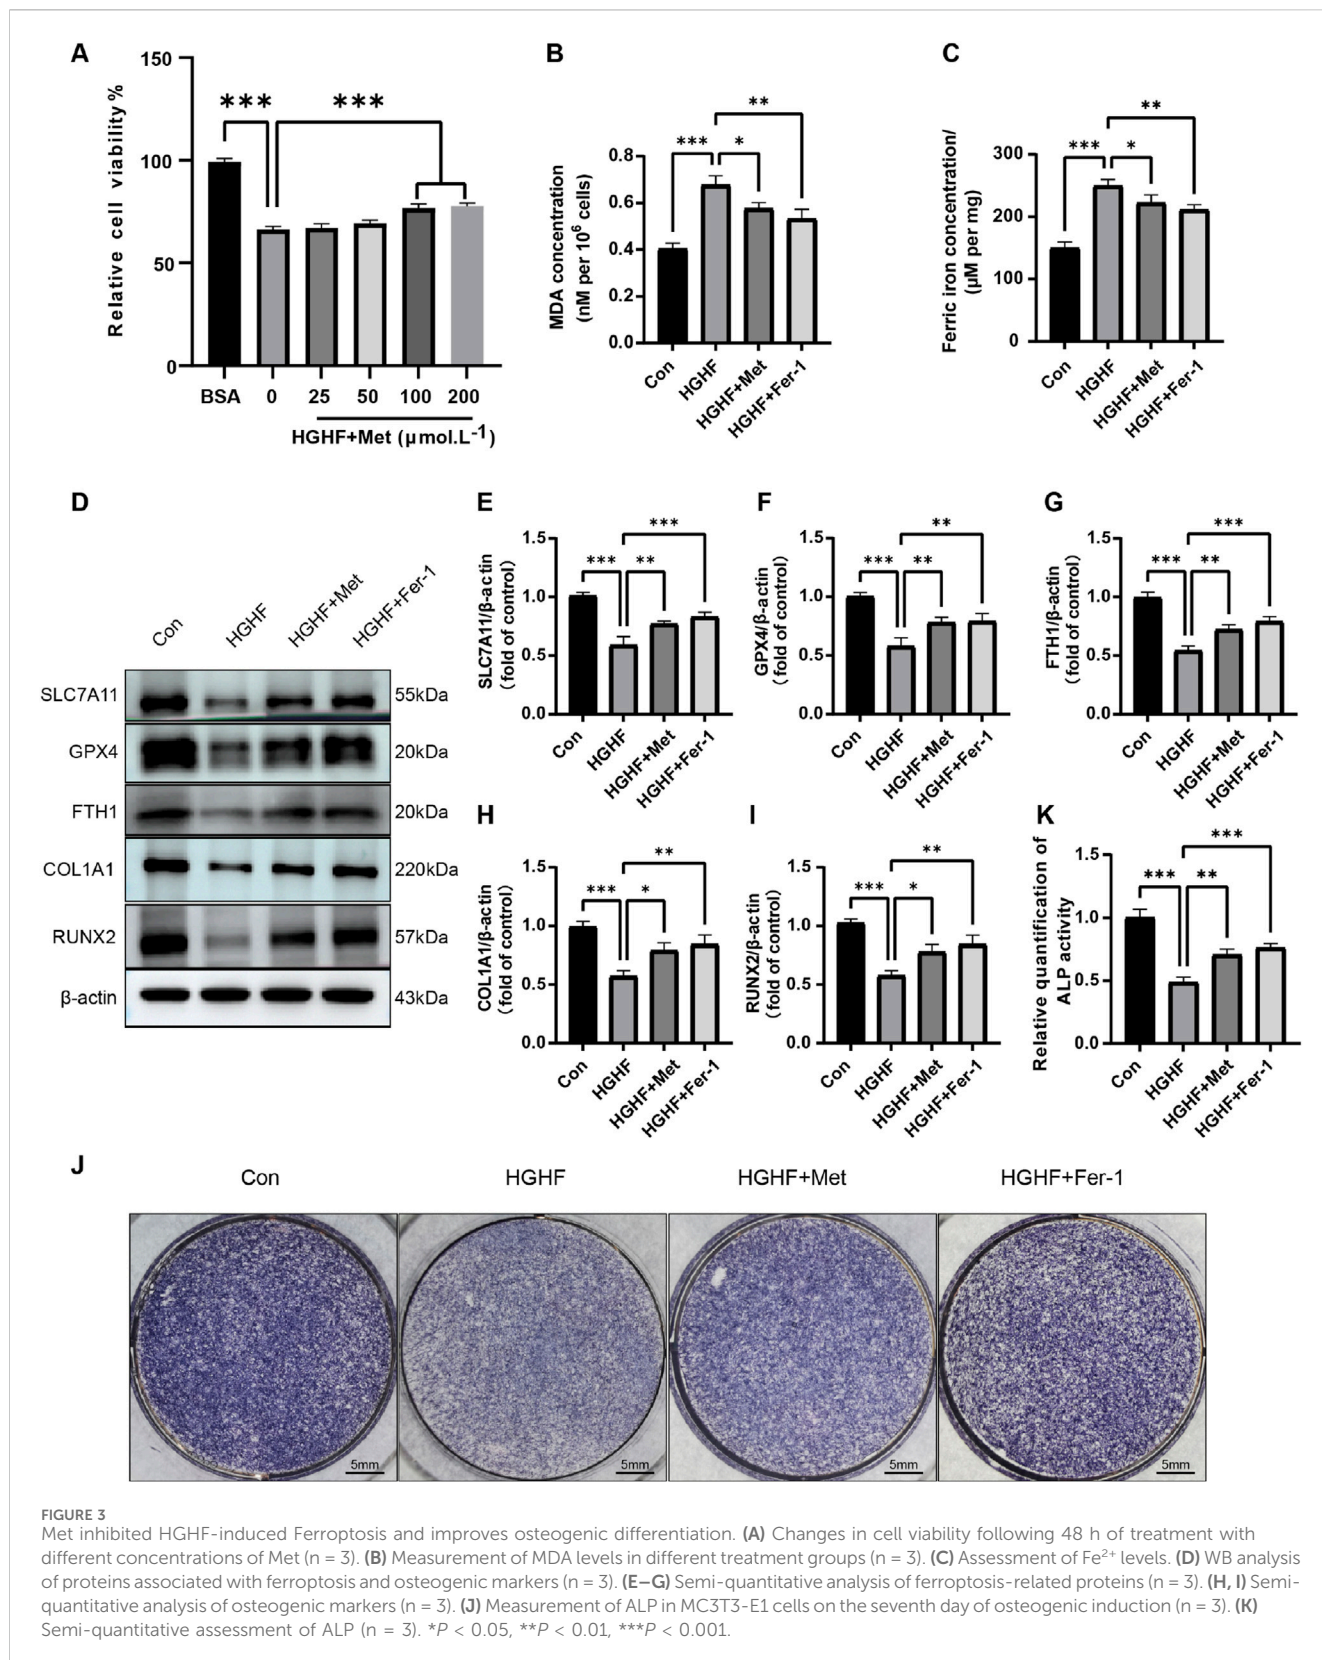 A
Relative cell viability %
150
100
50
0
***
***
BSA
0
25
50
100
200
HGHF+Met (μmol.L-1)
B
MDA concentration
(nM per 10⁶ cells)
0.8
0.6
0.4
0.2
0.0
***
*
**
Con
HGHF
HGHF+Met
HGHF+Fer-1
C
Ferric iron concentration/
(μM per mg)
300
200
100
0
***
*
**
Con
HGHF
HGHF+Met
HGHF+Fer-1
D
Con
HGHF
HGHF+Met
HGHF+Fer-1
SLC7A11 55kDa
GPX4 20kDa
FTH1 20kDa
COL1A1 220kDa
RUNX2 57kDa
β-actin 43kDa
E
SLC7A11/β-actin
(fold of control)
1.5
1.0
0.5
0.0
***
**
***
Con
HGHF
HGHF+Met
HGHF+Fer-1
F
GPX4/β-actin
(fold of control)
1.5
1.0
0.5
0.0
***
**
**
Con
HGHF
HGHF+Met
HGHF+Fer-1
G
FTH1/β-actin
(fold of control)
1.5
1.0
0.5
0.0
***
**
***
Con
HGHF
HGHF+Met
HGHF+Fer-1
H
COL1A1/β-actin
(fold of control)
1.5
1.0
0.5
0.0
***
*
**
Con
HGHF
HGHF+Met
HGHF+Fer-1
I
RUNX2/β-actin
(fold of control)
1.5
1.0
0.5
0.0
***
*
**
Con
HGHF
HGHF+Met
HGHF+Fer-1
K
Relative quantification of
ALP activity
1.5
1.0
0.5
0.0
***
**
***
Con
HGHF
HGHF+Met
HGHF+Fer-1
J
Con
HGHF
HGHF+Met
HGHF+Fer-1
5mm
5mm
5mm
5mm
FIGURE 3
Met inhibited HGHF-induced Ferroptosis and improves osteogenic differentiation. (A) Changes in cell viability following 48 h of treatment with
different concentrations of Met (n = 3). (B) Measurement of MDA levels in different treatment groups (n = 3). (C) Assessment of Fe²⁺ levels. (D) WB analysis
of proteins associated with ferroptosis and osteogenic markers (n = 3). (E–G) Semi-quantitative analysis of ferroptosis-related proteins (n = 3). (H, I) Semi-
quantitative analysis of osteogenic markers (n = 3). (J) Measurement of ALP in MC3T3-E1 cells on the seventh day of osteogenic induction (n = 3). (K)
Semi-quantitative assessment of ALP (n = 3). *P < 0.05, **P < 0.01, ***P < 0.001.